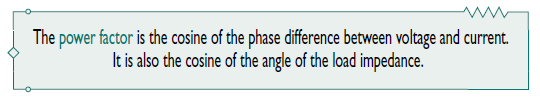 The power factor is the cosine of the phase difference between voltage and current.
It is also the cosine of the angle of the load impedance.